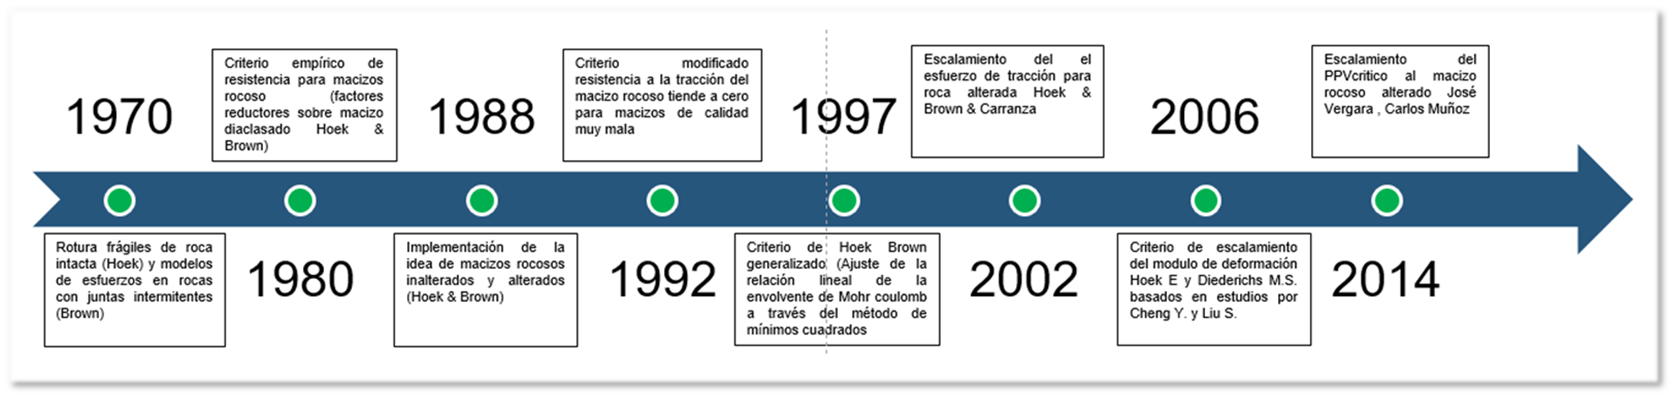 1970
Rotura frágiles de roca
intacta (Hoek) y modelos
de esfuerzos en rocas
con juntas intermitentes
(Brown)
Criterio empírico de
resistencia para macizos
rocoso (factores
reductores sobre macizo
diaclasado Hoek &
Brown)
1980
1988
Implementación de la
idea de macizos rocosos
inalterados y alterados
(Hoek & Brown)
Criterio modificado
resistencia a la tracción del
macizo rocoso tiende a cero
para macizos de calidad
muy mala
1992
1997
Criterio de Hoek Brown
generalizado (Ajuste de la
relación lineal de la
envolvente de Mohr coulomb
a través del método de
mínimos cuadrados
Escalamiento del el
esfuerzo de tracción para
roca alterada Hoek &
Brown & Carranza
2002
2006
Criterio de escalamiento
del modulo de deformación
Hoek E y Diederichs M.S.
basados en estudios por
Cheng Y. y Liu S.
Escalamiento del
PPVcritico al macizo
rocoso alterado José
Vergara , Carlos Muñoz
2014